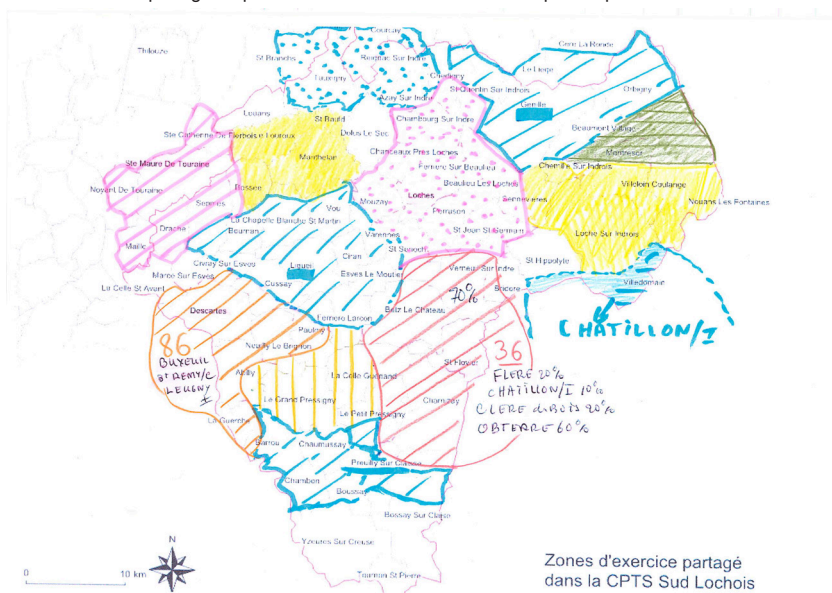 Courcay
Thilouze
St Branchs
Reignac Sur Indre
Cere La Ronde
Tauxigny
Chedigny
Le Liege
Azay Sur Indre
St Quentin Sur Indrois
Orbigny
Genille
Louans
St Bauld
Chambourg Sur Indre
Beaumont Village
Ste Catherine De Fierbois
Le Louroux
Dolus Le Sec
Manthelan
Chanceaux Pres Loches
Montresor
Ste Maure De Touraine
Ferriere Sur Beaulieu
Chemille Sur Indrois
Beaulieu Les Loches
Villeloin Coulange
Noyant De Touraine
Bossee
Mouzay
Loches
Sennevieres
Nouans Les Fontaines
Sepmes
Vou
Perrusson
La Chapelle Blanche St Martin
Drache
Bournan
Varennes
St Jean St Germain
Loche Sur Indrois
Maille
St Senoch
Civray Sur Esves
Ligueil
Ciran
St Hippolyte
Marce Sur Esves
Esves Le Moutier
Verneuil Sur Indre
Cussay
Bridore
Villedomain
La Celle St Avant
70%
Descartes
Ferriere Larcon
Betz Le Chateau
CHATILLON/I
Paulmy
86
Neuilly Le Brignon
36
BUXEUIL
St Flovier
FLERE 20%
ST REMY/C
Abilly
La Celle Guenand
CHATILLON/I 10%
LEUGNY
Le Grand Pressigny
Charnizay
CLERE du BOIS 20%
Le Petit Pressigny
OBTERRE 60%
La Guerche
Barrou
Chaumussay
Preuilly Sur Claise
Chambon
Boussay
Bossay Sur Claise
Yzeures Sur Creuse
N
Zones d'exercice partagé
0 10 km
dans la CPTS Sud Lochois
Tournon St Pierre